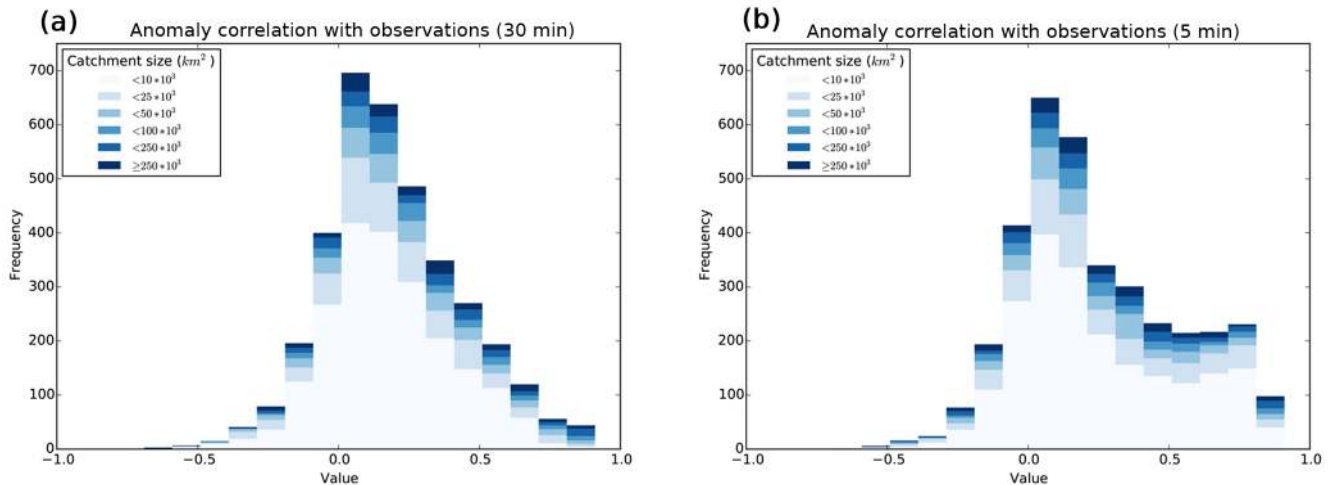 (a)
Anomaly correlation with observations (30 min)
Catchment size (km²)
<10∗10³
<25∗10³
<50∗10³
<100∗10³
<250∗10³
≥250∗10³
Frequency
700
600
500
400
300
200
100
0
−1.0 −0.5 0.0 0.5 1.0
Value
(b)
Anomaly correlation with observations (5 min)
Catchment size (km²)
<10∗10³
<25∗10³
<50∗10³
<100∗10³
<250∗10³
≥250∗10³
Frequency
700
600
500
400
300
200
100
0
−1.0 −0.5 0.0 0.5 1.0
Value